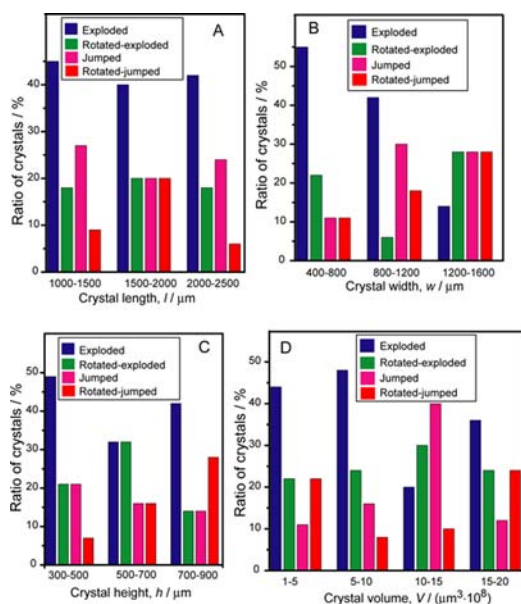 A
Exploded
Rotated-exploded
Jumped
Rotated-jumped
Ratio of crystals / %
40
30
20
10
0
1000-1500 1500-2000 2000-2500
Crystal length, l / µm
B
Exploded
Rotated-exploded
Jumped
Rotated-jumped
Ratio of crystals / %
50
40
30
20
10
0
400-800 800-1200 1200-1600
Crystal width, w / µm
C
Exploded
Rotated-exploded
Jumped
Rotated-jumped
Ratio of crystals / %
40
30
20
10
0
300-500 500-700 700-900
Crystal height, h / µm
D
Exploded
Rotated-exploded
Jumped
Rotated-jumped
Ratio of crystals / %
50
40
30
20
10
0
1-5 5-10 10-15 15-20
Crystal volume, V / (µm³·10⁸)